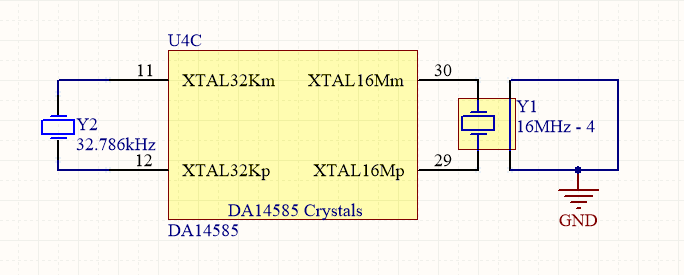 U4C
11
XTAL32Km
XTAL16Mm
30
Y2
32.786kHz
Y1
16MHz - 4
12
XTAL32Kp
XTAL16Mp
29
DA14585 Crystals
DA14585
GND